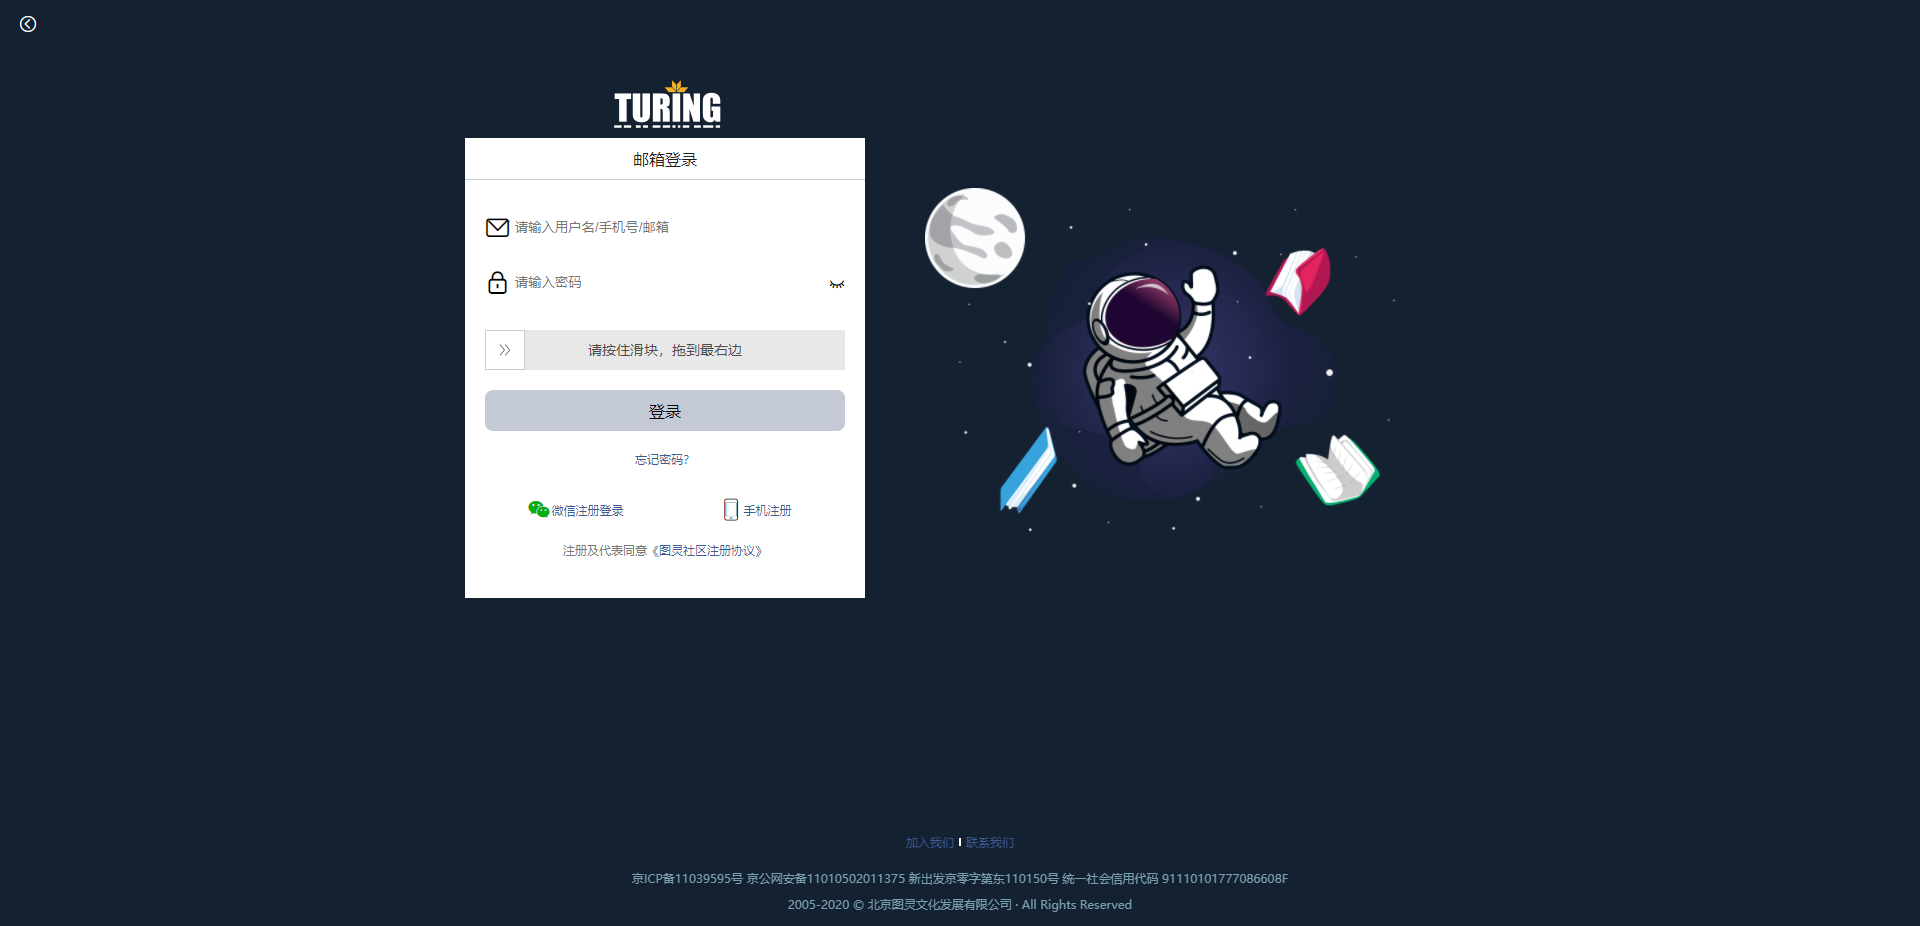 TURING
邮箱登录
请输入用户名/手机号/邮箱
请输入密码
请按住滑块，拖到最右边
登录
忘记密码?
微信注册登录
手机注册
注册及代表同意《图灵社区注册协议》
加入我们 联系我们
京ICP备11039595号 京公网安备11010502011375 新出发京零字第东110150号 统一社会信用代码 91110101777086608F
2005-2020 © 北京图灵文化发展有限公司 · All Rights Reserved